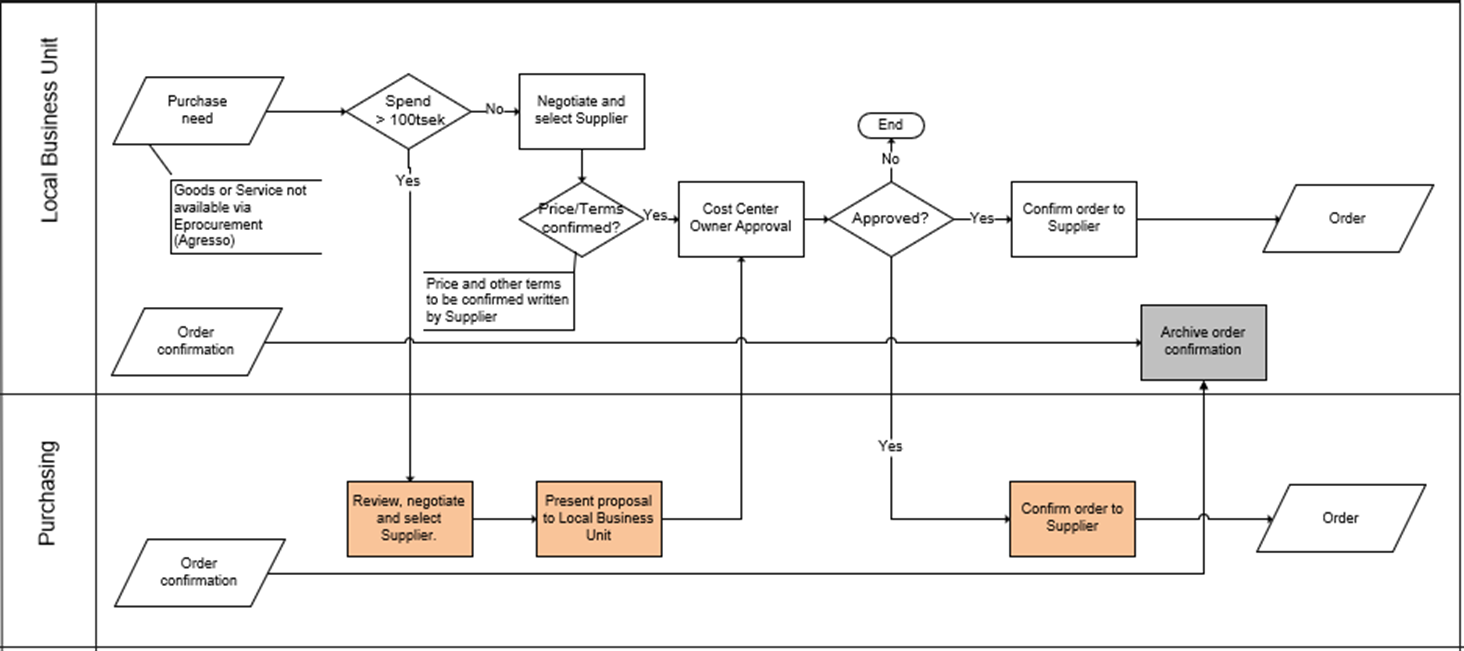 Local Business Unit
Purchase
need
Spend
> 100tsek
No
Negotiate and
select Supplier
End
No
Yes
Goods or Service not
available via
Eprocurement
(Agresso)
Price/Terms
confirmed?
Yes
Cost Center
Owner Approval
Approved?
Yes
Confirm order to
Supplier
Order
Price and other terms
to be confirmed written
by Supplier
Order
confirmation
Archive order
confirmation
Purchasing
Yes
Review, negotiate
and select
Supplier.
Present proposal
to Local Business
Unit
Confirm order to
Supplier
Order
Order
confirmation